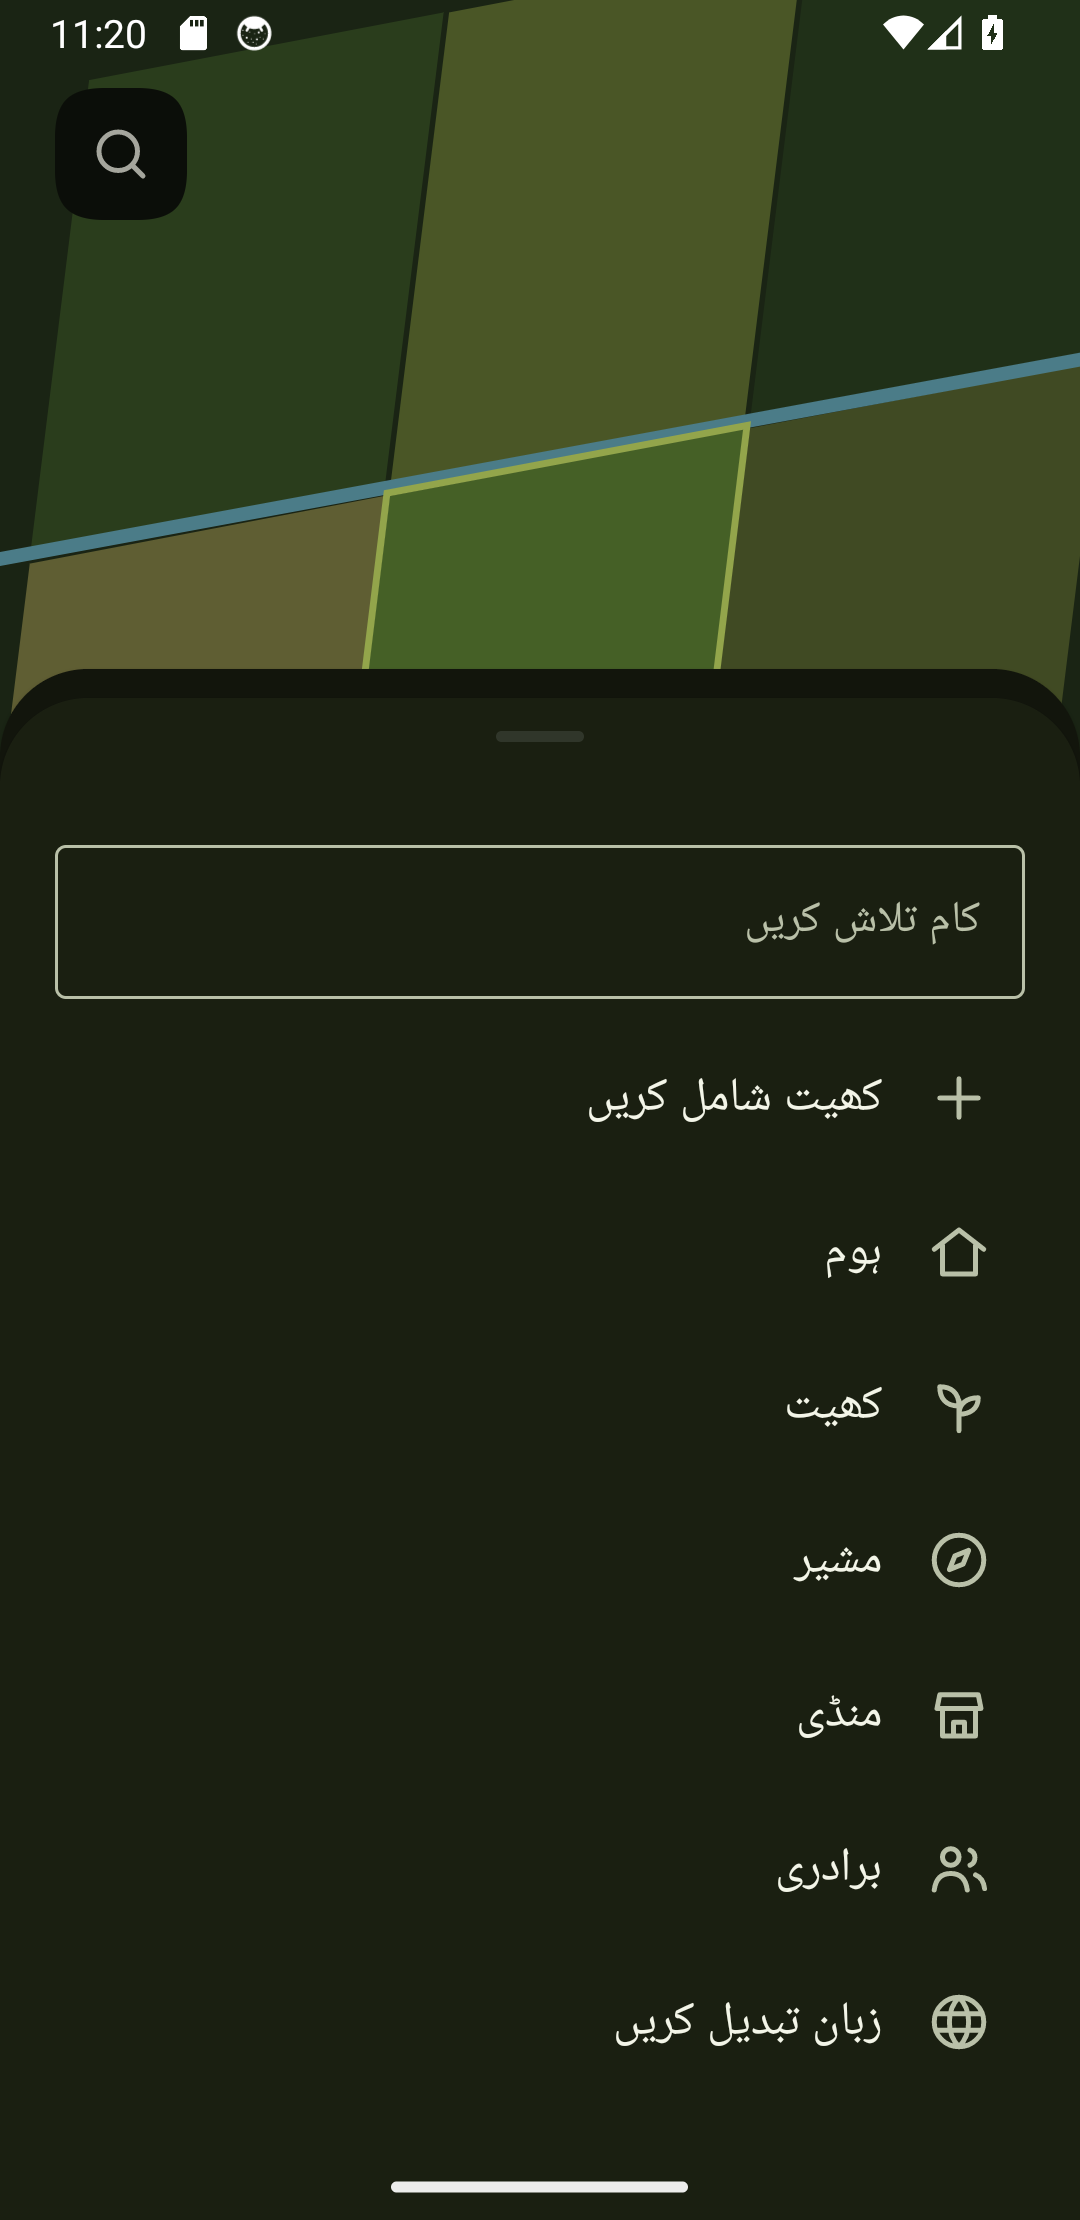 11:20
کام تلاش کریں
کھیت شامل کریں
ہوم
کھیت
مشیر
منڈی
برادری
زبان تبدیل کریں